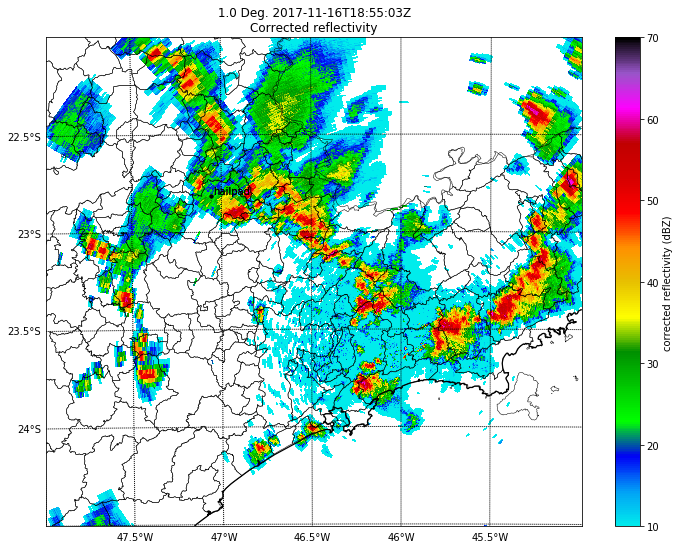 1.0 Deg. 2017-11-16T18:55:03Z
Corrected reflectivity
22.5°S
23°S
23.5°S
24°S
47.5°W
47°W
46.5°W
46°W
45.5°W
Itaipado
70
60
50
40
30
20
10
corrected reflectivity (dBZ)